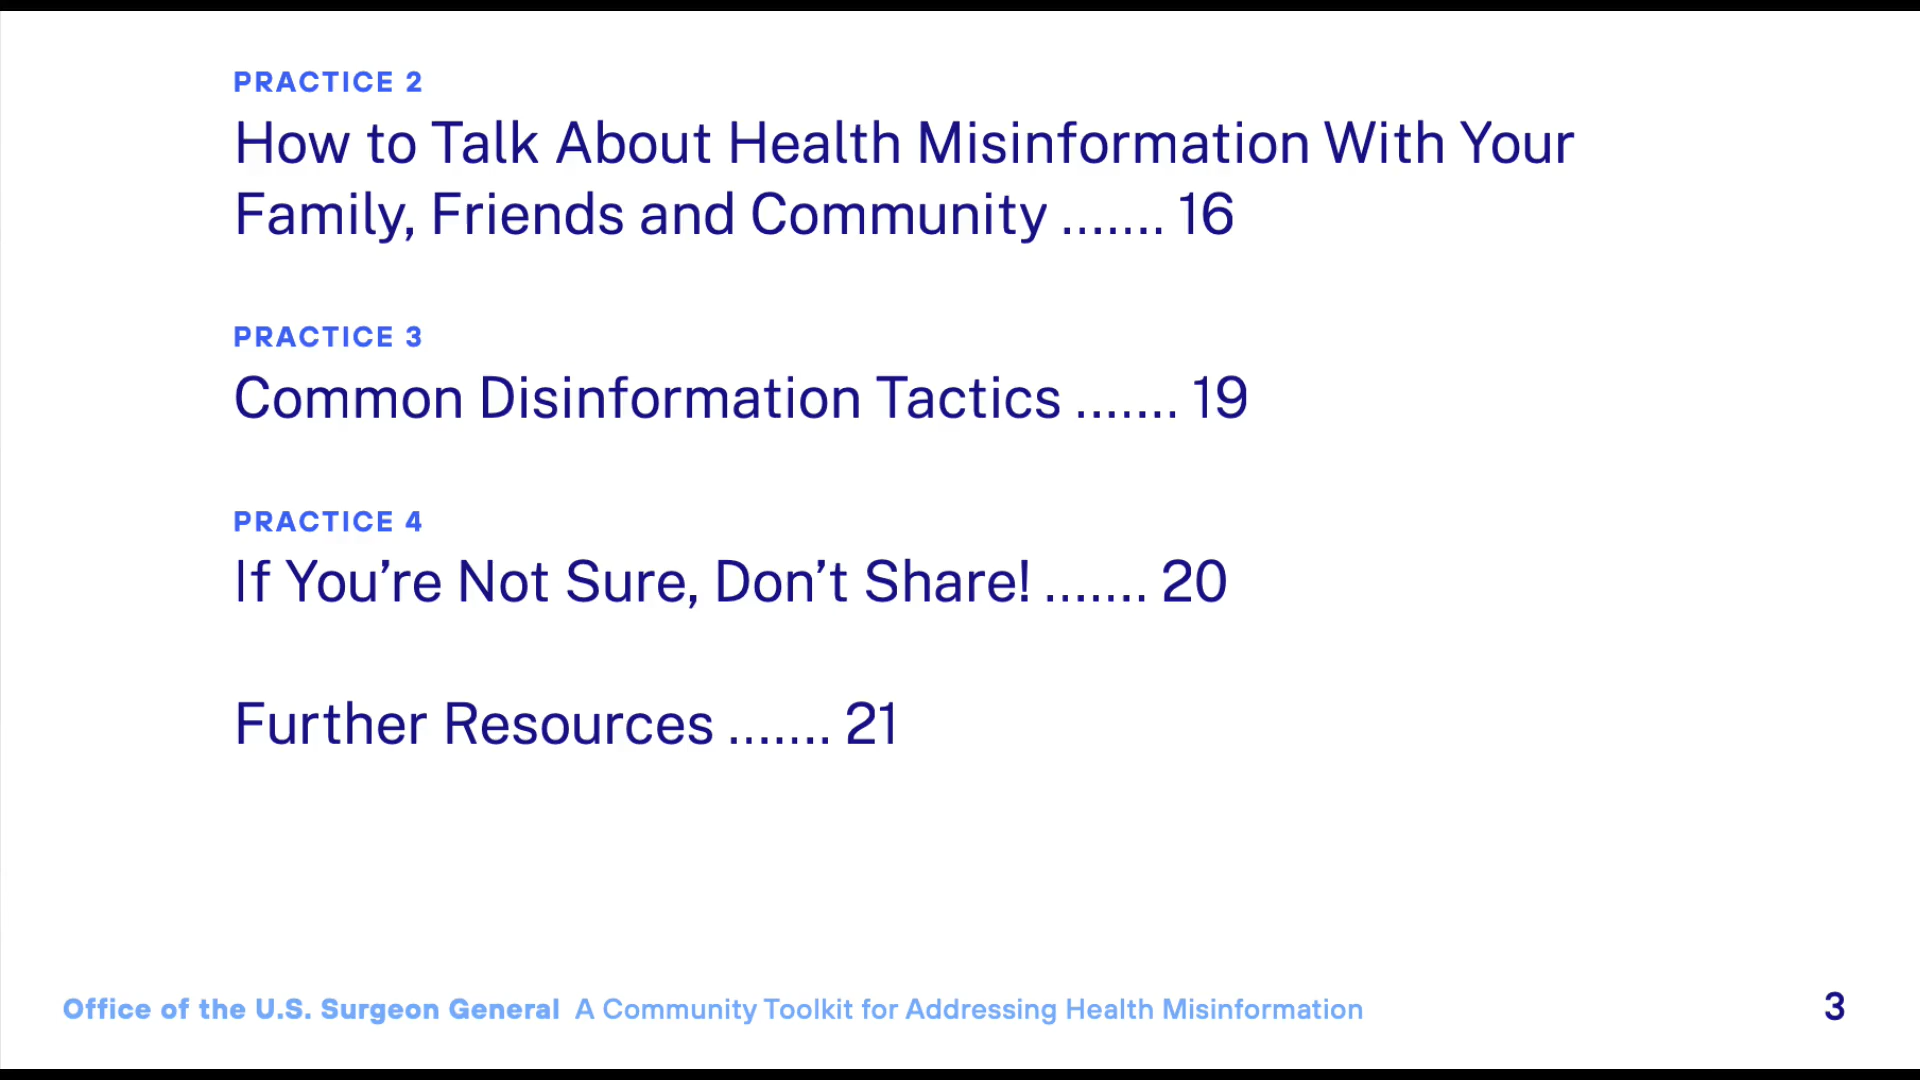 PRACTICE 2
How to Talk About Health Misinformation With Your
Family, Friends and Community ....... 16
PRACTICE 3
Common Disinformation Tactics ....... 19
PRACTICE 4
If You’re Not Sure, Don’t Share! ....... 20
Further Resources ....... 21
Office of the U.S. Surgeon General A Community Toolkit for Addressing Health Misinformation 3